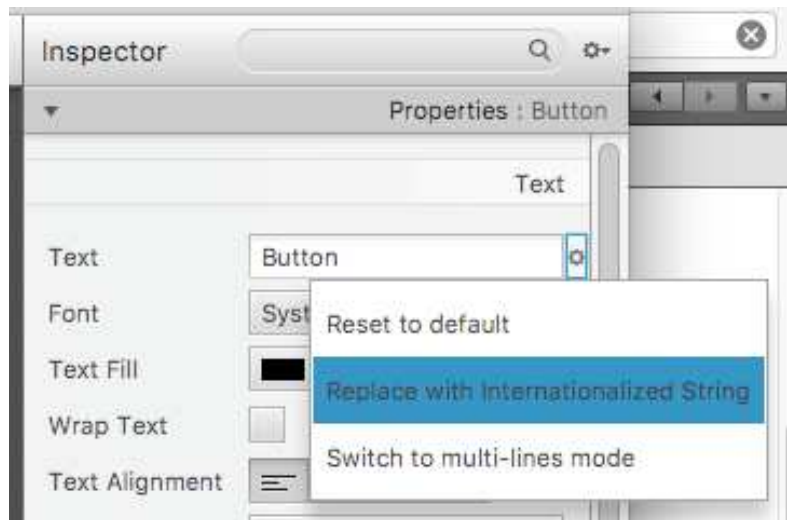 Inspector
Properties : Button
Text
Text Button
Font Syst
Reset to default
Text Fill
Replace with Internationalized String
Wrap Text
Switch to multi-lines mode
Text Alignment